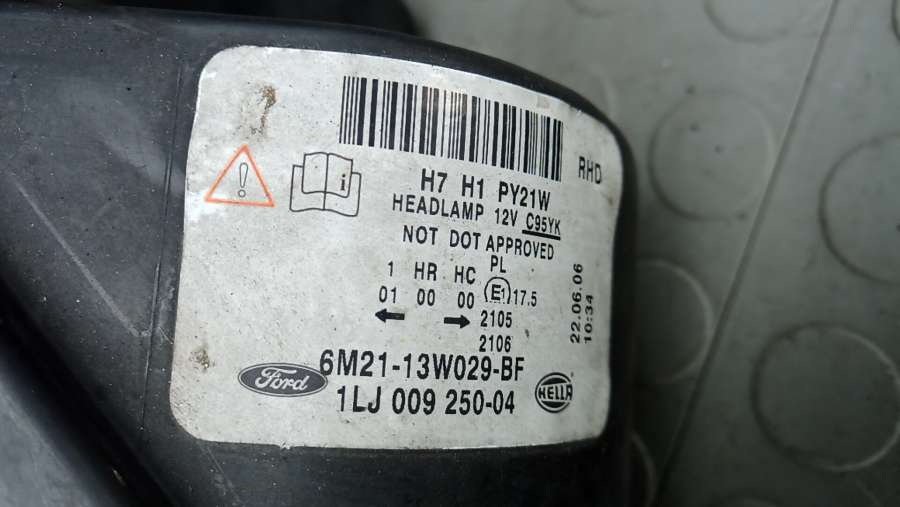 RHD
H7 H1 PY21W
HEADLAMP 12V C95YK
NOT DOT APPROVED
1 HR HC PL
01 00 00 E1 17.5
2105
2106
22.06.06
10:34
6M21-13W029-BF
Ford
1LJ 009 250-04
HELLA